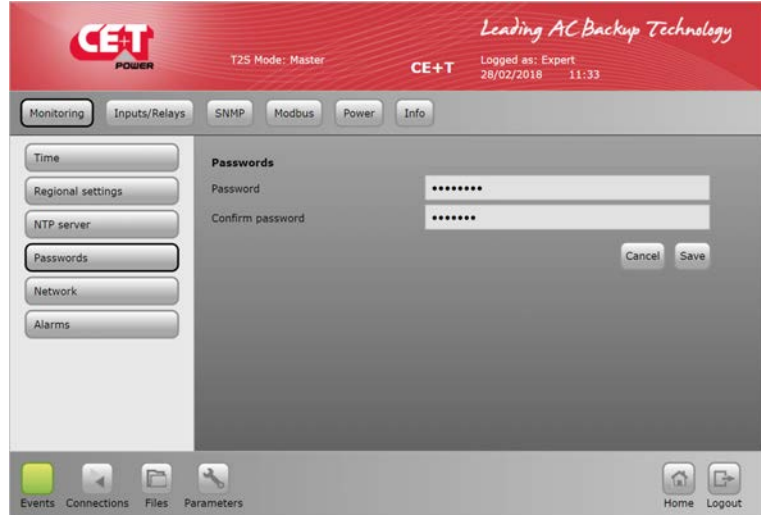 CE+T
POWER
Leading AC Backup Technology
T2S Mode: Master
CE+T
Logged as: Expert
28/02/2018 11:33
Monitoring
Inputs/Relays
SNMP
Modbus
Power
Info
Time
Regional settings
NTP server
Passwords
Network
Alarms
Passwords
Password
••••••••
Confirm password
•••••••
Cancel
Save
Events
Connections
Files
Parameters
Home
Logout